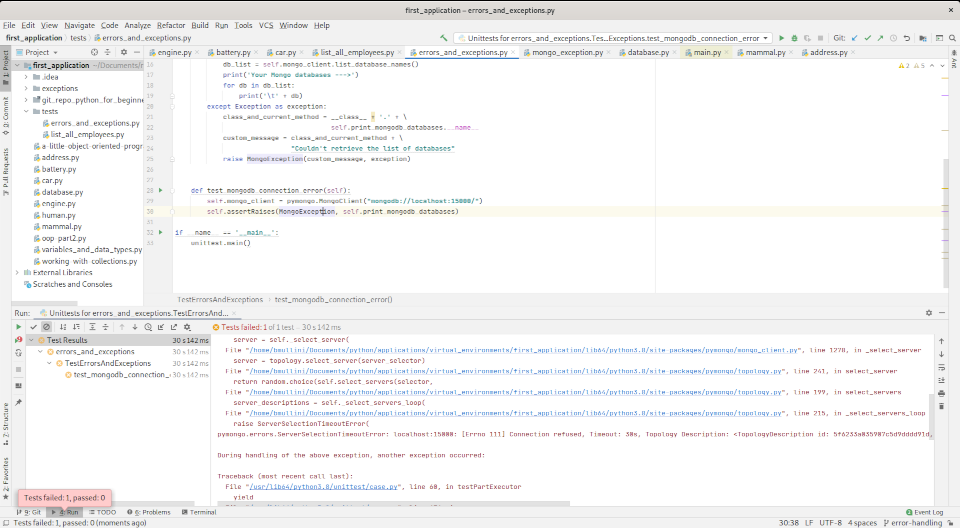 first_application – errors_and_exceptions.py
File Edit View Navigate Code Analyze Refactor Build Run Tools VCS Window Help
first_application tests errors_and_exceptions.py
Unittests for errors_and_exceptions.Tes...Exceptions.test_mongodb_connection_error
Git:
Project
engine.py battery.py car.py list_all_employees.py errors_and_exceptions.py mongo_exception.py database.py main.py mammal.py address.py
first_application ~/Documents/
.idea
exceptions
git_repo_python_for_beginne
tests
errors_and_exceptions.py
list_all_employees.py
a-little-object-oriented-progr
address.py
battery.py
car.py
database.py
engine.py
human.py
mammal.py
oop_part2.py
variables_and_data_types.py
working_with_collections.py
External Libraries
Scratches and Consoles
1: Project
Commit
Pull Requests
7: Structure
2: Favorites
Ant
2 5
16 db_list = self.mongo_client.list_database_names()
17 print('Your Mongo databases --->')
18 for db in db_list:
19 print('\t' + db)
20 except Exception as exception:
21 class_and_current_method = __class__ + '.' + \
22 self.print_mongodb_databases.__name__
23 custom_message = class_and_current_method + \
24 "Couldn't retrieve the list of databases"
25 raise MongoException(custom_message, exception)
26
27
28 def test_mongodb_connection_error(self):
29 self.mongo_client = pymongo.MongoClient("mongodb://localhost:15000/")
30 self.assertRaises(MongoException, self.print_mongodb_databases)
31
32 if __name__ == '__main__':
33 unittest.main()
TestErrorsAndExceptions test_mongodb_connection_error()
Run: Unittests for errors_and_exceptions.TestErrorsAnd...
Tests failed: 1 of 1 test – 30 s 142 ms
Test Results 30 s 142 ms
errors_and_exceptions 30 s 142 ms
TestErrorsAndExceptions 30 s 142 ms
test_mongodb_connection_ 30 s 142 ms
server = self._select_server(
File "/home/bmullini/Documents/python/applications/virtual_environments/first_application/lib64/python3.8/site-packages/pymongo/mongo_client.py", line 1278, in _select_server
server = topology.select_server(server_selector)
File "/home/bmullini/Documents/python/applications/virtual_environments/first_application/lib64/python3.8/site-packages/pymongo/topology.py", line 241, in select_server
return random.choice(self.select_servers(selector,
File "/home/bmullini/Documents/python/applications/virtual_environments/first_application/lib64/python3.8/site-packages/pymongo/topology.py", line 199, in select_servers
server_descriptions = self._select_servers_loop(
File "/home/bmullini/Documents/python/applications/virtual_environments/first_application/lib64/python3.8/site-packages/pymongo/topology.py", line 215, in _select_servers_loop
raise ServerSelectionTimeoutError(
pymongo.errors.ServerSelectionTimeoutError: localhost:15000: [Errno 111] Connection refused, Timeout: 30s, Topology Description: <TopologyDescription id: 5f6233a035907c5d9dddd91d,
During handling of the above exception, another exception occurred:
Traceback (most recent call last):
File "/usr/lib64/python3.8/unittest/case.py", line 60, in testPartExecutor
yield
Tests failed: 1, passed: 0
9: Git 4: Run TODO 6: Problems Terminal 2 Event Log
Tests failed: 1, passed: 0 (moments ago) 30:38 LF UTF-8 4 spaces error-handling